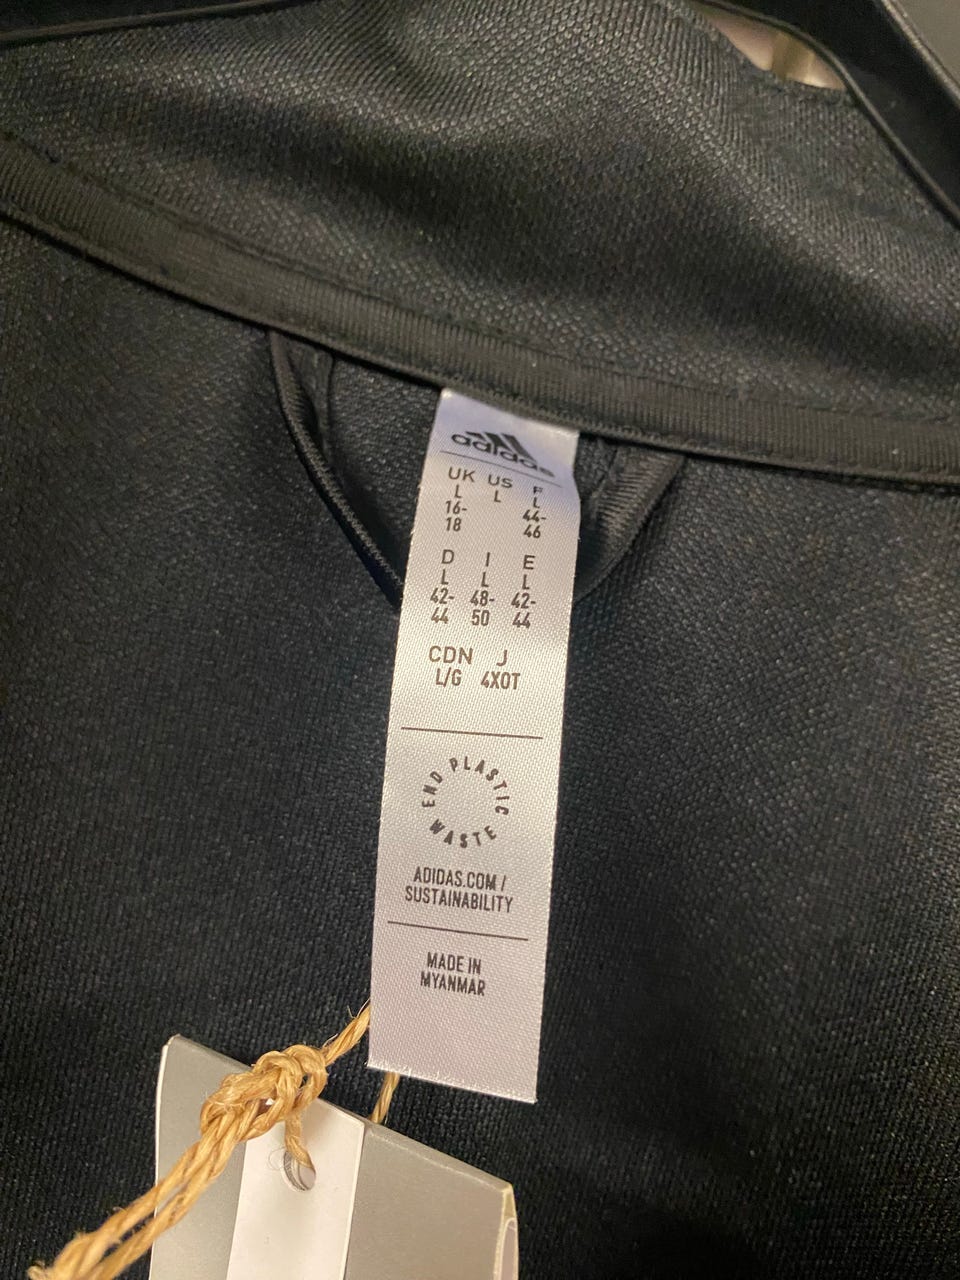 adidas
UK US F
L L L
16- 44-
18 46
D I E
L L L
42- 48- 42-
44 50 44
CDN J
L/G 4XOT
END PLASTIC WASTE
ADIDAS.COM /
SUSTAINABILITY
MADE IN
MYANMAR